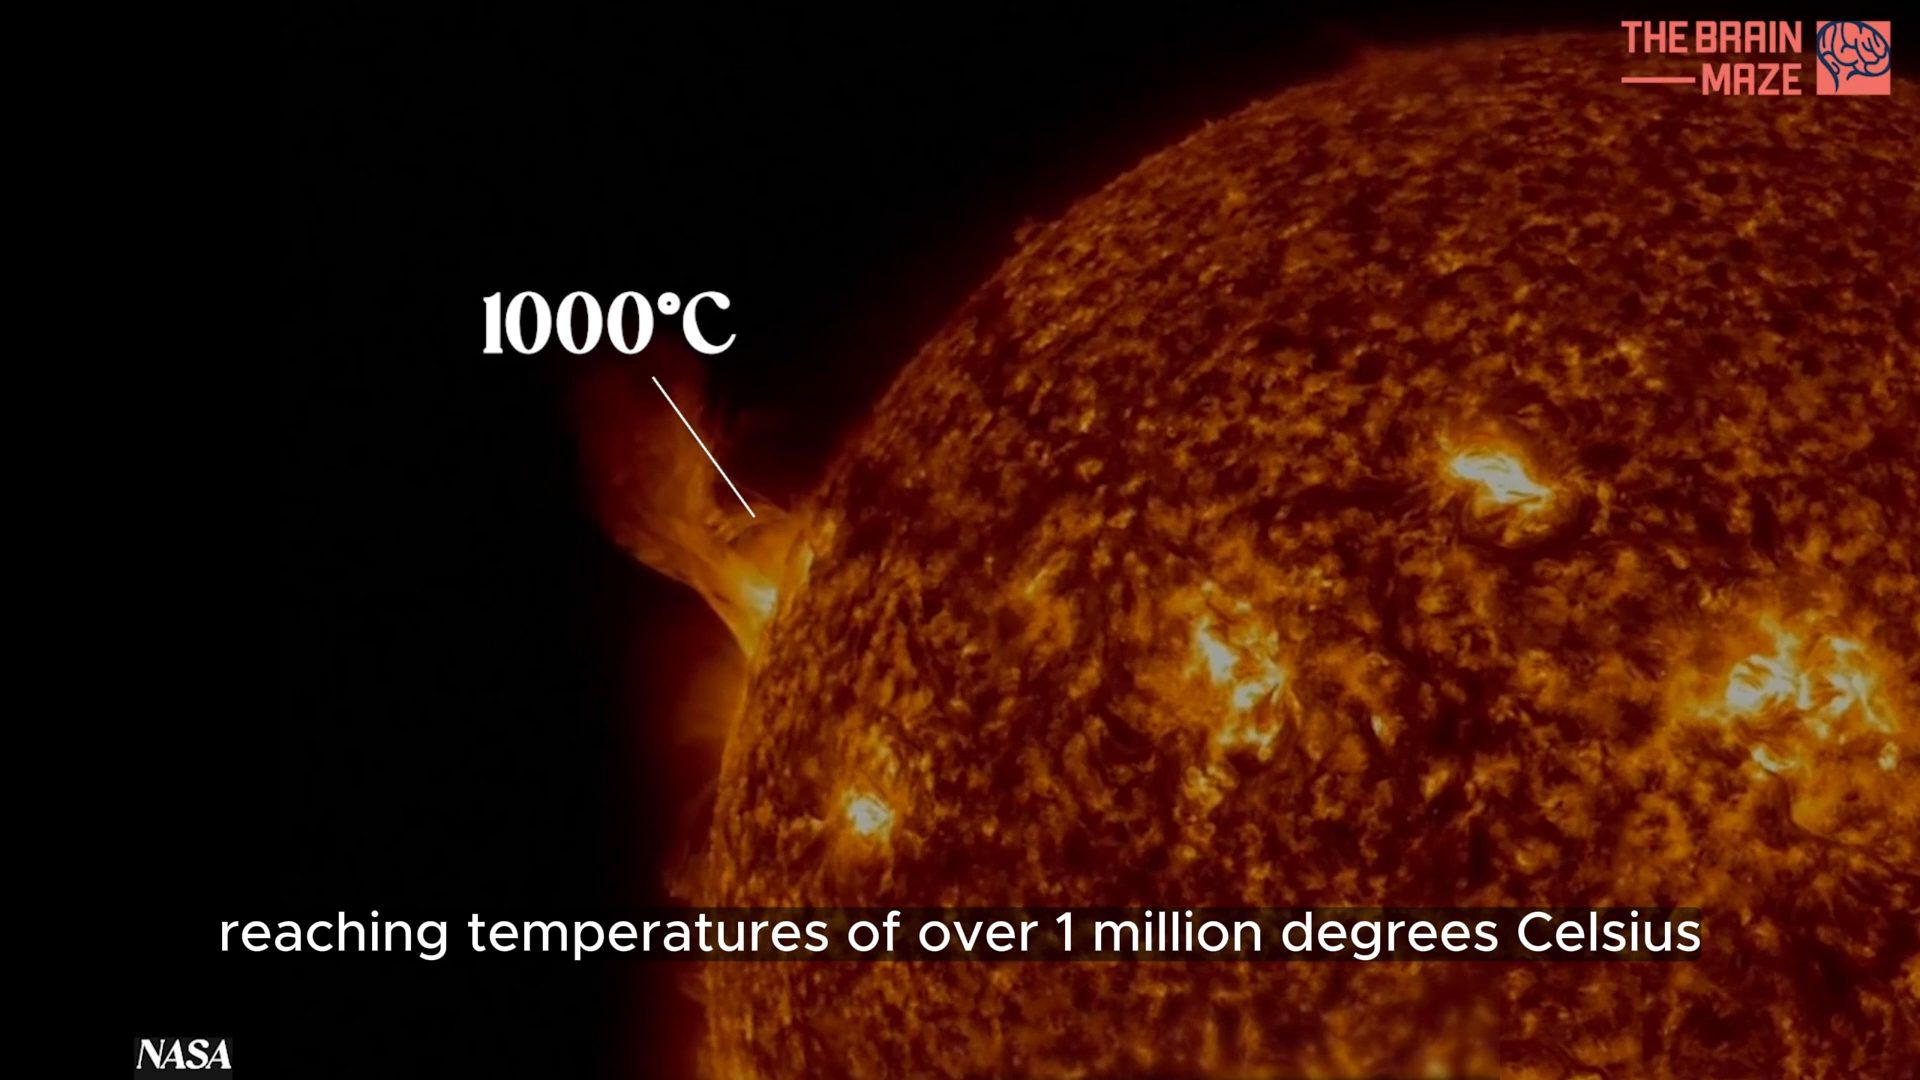 THE BRAIN
MAZE
1000°C
reaching temperatures of over 1 million degrees Celsius
NASA